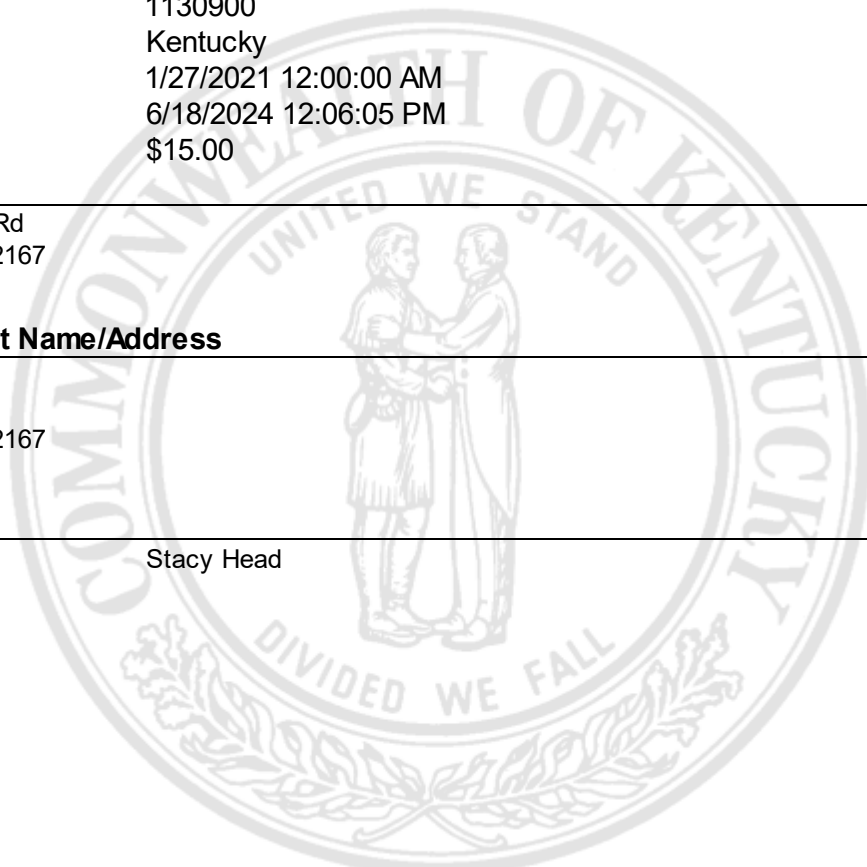 1130900
Kentucky
1/27/2021 12:00:00 AM
6/18/2024 12:06:05 PM
$15.00
Rd
2167
t Name/Address
2167
Stacy Head
COMMONWEALTH OF KENTUCKY
UNITED WE STAND
DIVIDED WE FALL